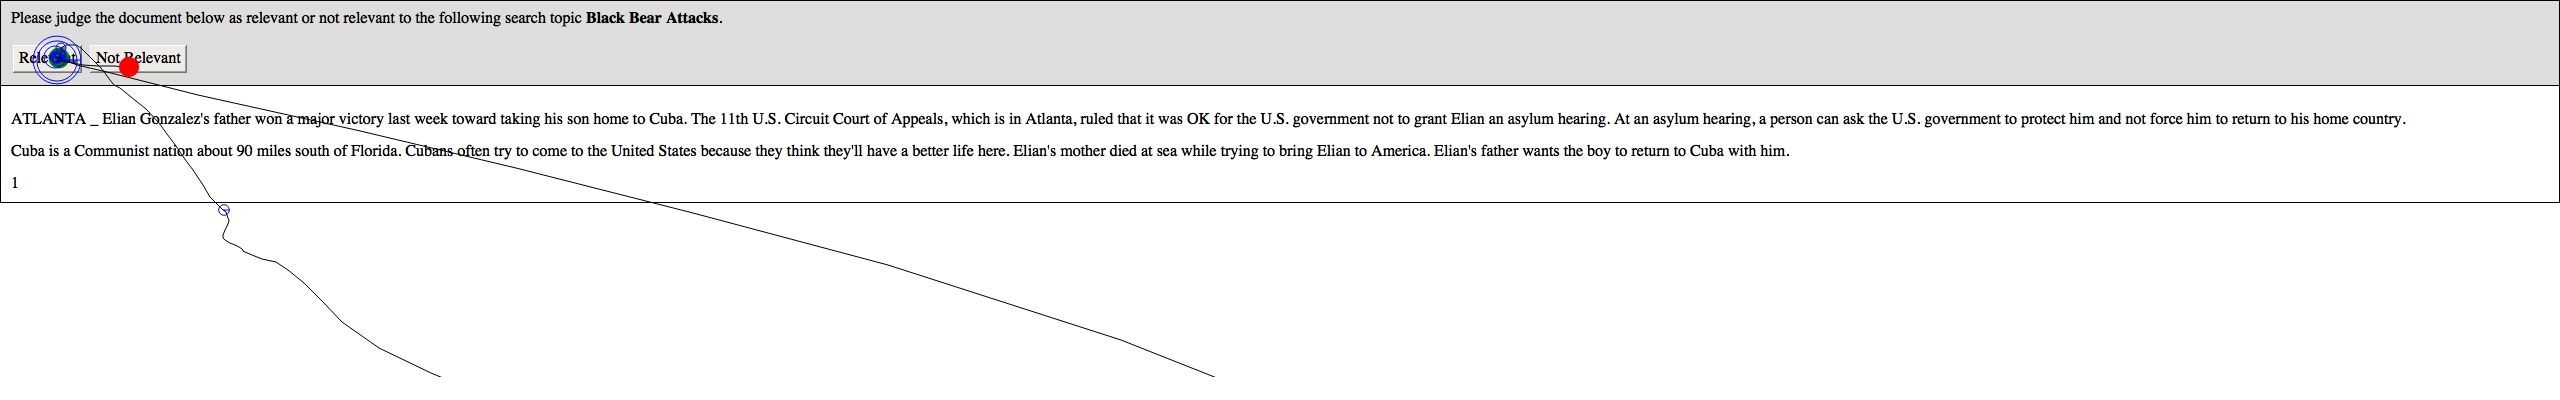 Please judge the document below as relevant or not relevant to the following search topic Black Bear Attacks.
Relevant Not Relevant
ATLANTA _ Elian Gonzalez's father won a major victory last week toward taking his son home to Cuba. The 11th U.S. Circuit Court of Appeals, which is in Atlanta, ruled that it was OK for the U.S. government not to grant Elian an asylum hearing. At an asylum hearing, a person can ask the U.S. government to protect him and not force him to return to his home country.
Cuba is a Communist nation about 90 miles south of Florida. Cubans often try to come to the United States because they think they'll have a better life here. Elian's mother died at sea while trying to bring Elian to America. Elian's father wants the boy to return to Cuba with him.
1